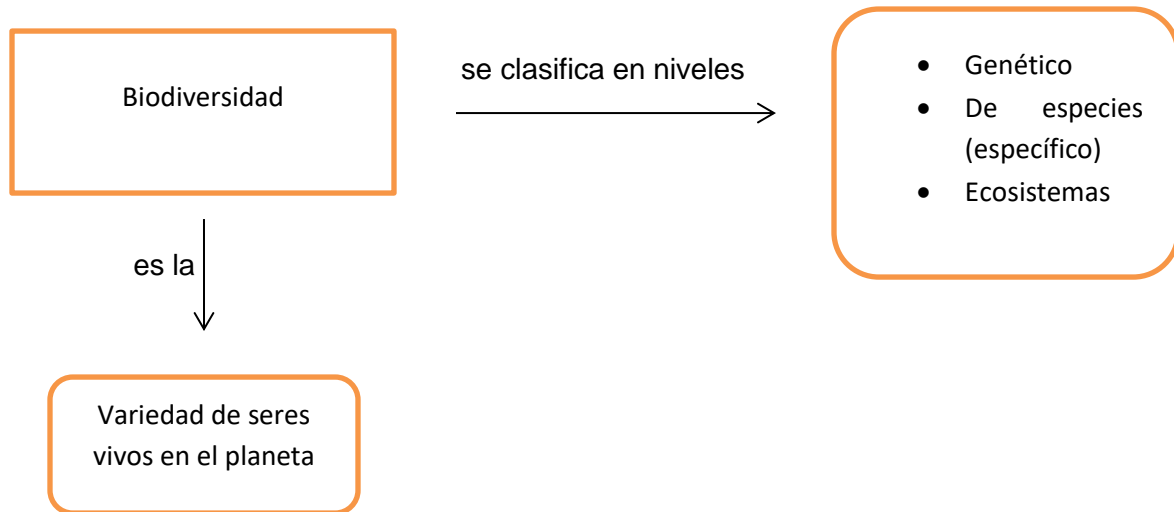 Biodiversidad
se clasifica en niveles
• Genético
• De especies
(específico)
• Ecosistemas
es la
Variedad de seres
vivos en el planeta